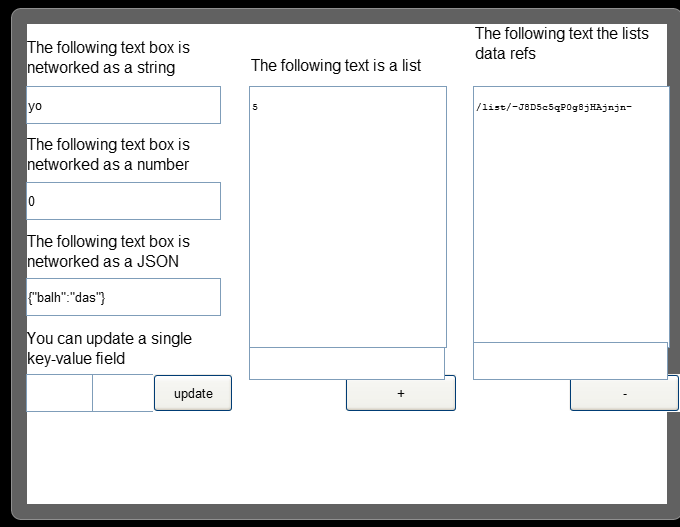 The following text box is
networked as a string
yo
The following text box is
networked as a number
0
The following text box is
networked as a JSON
{"balh":"das"}
You can update a single
key-value field
update
The following text is a list
s
+
The following text the lists
data refs
/list/-J8D5c5qP0g8jHAjnjn-
-